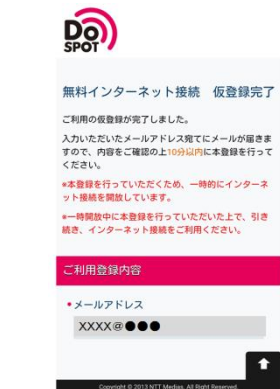 Do
SPOT
無料インターネット接続　仮登録完了
ご利用の仮登録が完了しました。
入力いただいたメールアドレス宛てにメールが届きま
すので、内容をご確認の上10分以内に本登録を行って
ください。
※本登録を行っていただくため、一時的にインターネ
ット接続を開放しています。
※一時開放中に本登録を行っていただいた上で、引き
続き、インターネット接続をご利用ください。
ご利用登録内容
•メールアドレス
XXXX@●●●
Copyright © 2013 NTT Medias. All Right Reserved.